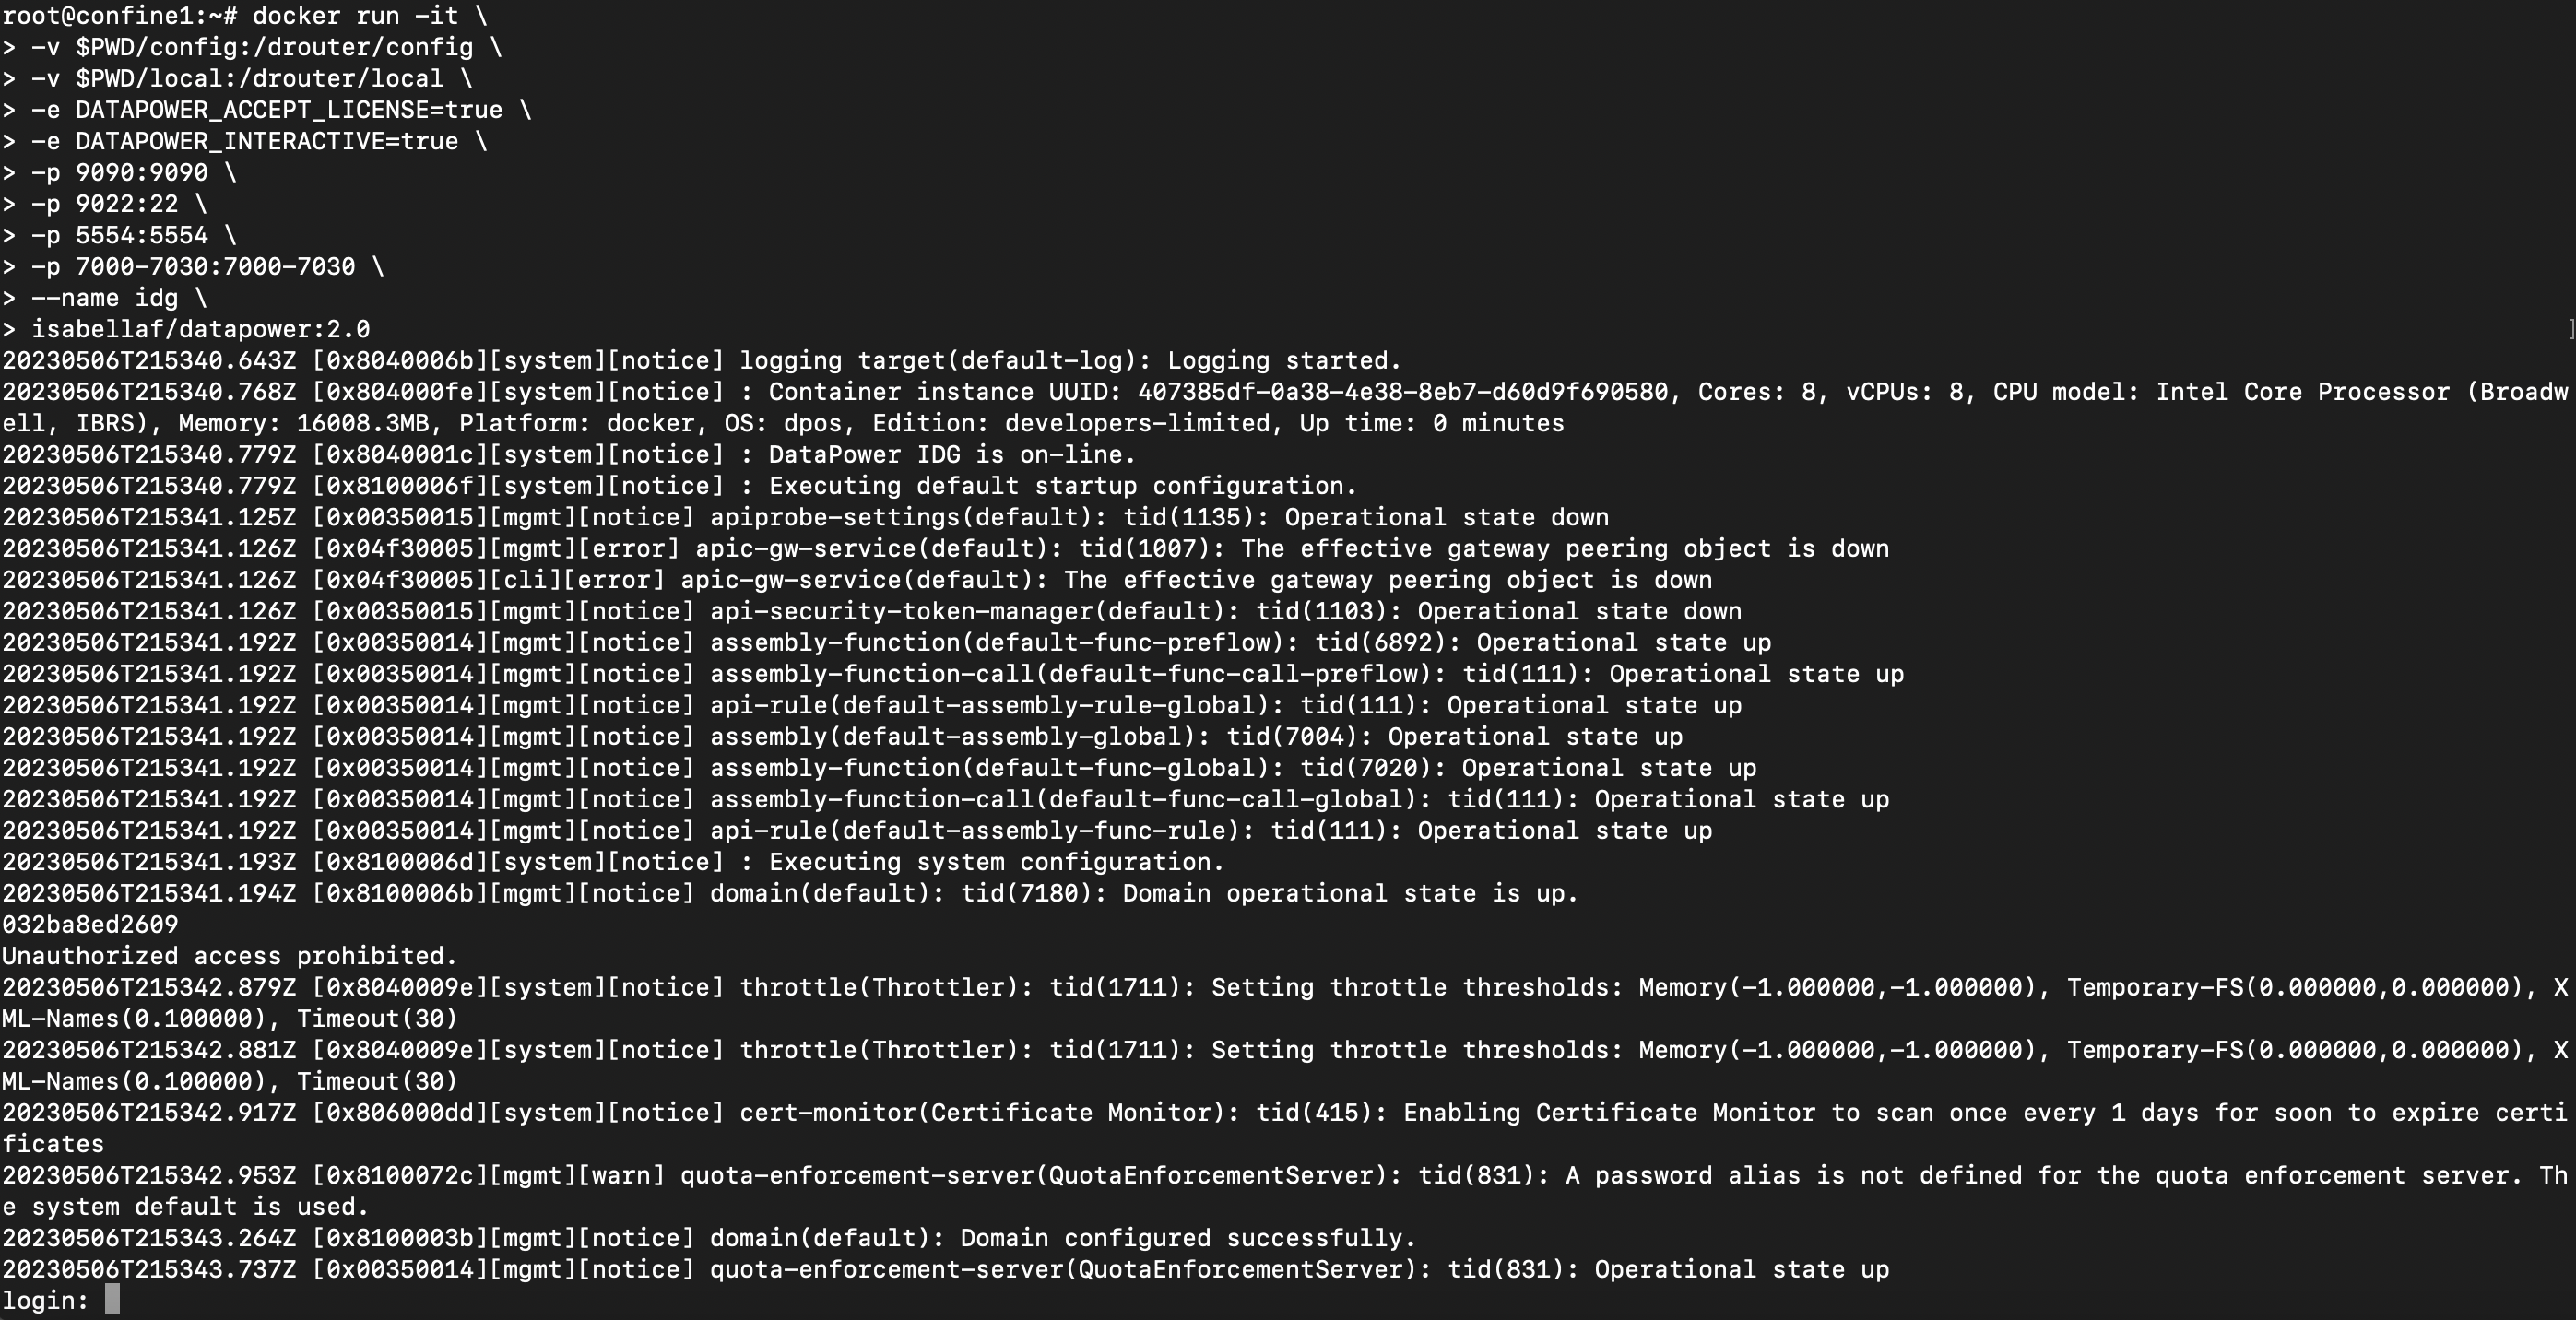 root@confine1:~# docker run -it \
> -v $PWD/config:/drouter/config \
> -v $PWD/local:/drouter/local \
> -e DATAPOWER_ACCEPT_LICENSE=true \
> -e DATAPOWER_INTERACTIVE=true \
> -p 9090:9090 \
> -p 9022:22 \
> -p 5554:5554 \
> -p 7000-7030:7000-7030 \
> --name idg \
> isabellaf/datapower:2.0 ]
20230506T215340.643Z [0x8040006b][system][notice] logging target(default-log): Logging started.
20230506T215340.768Z [0x804000fe][system][notice] : Container instance UUID: 407385df-0a38-4e38-8eb7-d60d9f690580, Cores: 8, vCPUs: 8, CPU model: Intel Core Processor (Broadw
ell, IBRS), Memory: 16008.3MB, Platform: docker, OS: dpos, Edition: developers-limited, Up time: 0 minutes
20230506T215340.779Z [0x8040001c][system][notice] : DataPower IDG is on-line.
20230506T215340.779Z [0x8100006f][system][notice] : Executing default startup configuration.
20230506T215341.125Z [0x00350015][mgmt][notice] apiprobe-settings(default): tid(1135): Operational state down
20230506T215341.126Z [0x04f30005][mgmt][error] apic-gw-service(default): tid(1007): The effective gateway peering object is down
20230506T215341.126Z [0x04f30005][cli][error] apic-gw-service(default): The effective gateway peering object is down
20230506T215341.126Z [0x00350015][mgmt][notice] api-security-token-manager(default): tid(1103): Operational state down
20230506T215341.192Z [0x00350014][mgmt][notice] assembly-function(default-func-preflow): tid(6892): Operational state up
20230506T215341.192Z [0x00350014][mgmt][notice] assembly-function-call(default-func-call-preflow): tid(111): Operational state up
20230506T215341.192Z [0x00350014][mgmt][notice] api-rule(default-assembly-rule-global): tid(111): Operational state up
20230506T215341.192Z [0x00350014][mgmt][notice] assembly(default-assembly-global): tid(7004): Operational state up
20230506T215341.192Z [0x00350014][mgmt][notice] assembly-function(default-func-global): tid(7020): Operational state up
20230506T215341.192Z [0x00350014][mgmt][notice] assembly-function-call(default-func-call-global): tid(111): Operational state up
20230506T215341.192Z [0x00350014][mgmt][notice] api-rule(default-assembly-func-rule): tid(111): Operational state up
20230506T215341.193Z [0x8100006d][system][notice] : Executing system configuration.
20230506T215341.194Z [0x8100006b][mgmt][notice] domain(default): tid(7180): Domain operational state is up.
032ba8ed2609
Unauthorized access prohibited.
20230506T215342.879Z [0x8040009e][system][notice] throttle(Throttler): tid(1711): Setting throttle thresholds: Memory(-1.000000,-1.000000), Temporary-FS(0.000000,0.000000), X
ML-Names(0.100000), Timeout(30)
20230506T215342.881Z [0x8040009e][system][notice] throttle(Throttler): tid(1711): Setting throttle thresholds: Memory(-1.000000,-1.000000), Temporary-FS(0.000000,0.000000), X
ML-Names(0.100000), Timeout(30)
20230506T215342.917Z [0x806000dd][system][notice] cert-monitor(Certificate Monitor): tid(415): Enabling Certificate Monitor to scan once every 1 days for soon to expire certi
ficates
20230506T215342.953Z [0x8100072c][mgmt][warn] quota-enforcement-server(QuotaEnforcementServer): tid(831): A password alias is not defined for the quota enforcement server. Th
e system default is used.
20230506T215343.264Z [0x8100003b][mgmt][notice] domain(default): Domain configured successfully.
20230506T215343.737Z [0x00350014][mgmt][notice] quota-enforcement-server(QuotaEnforcementServer): tid(831): Operational state up
login: